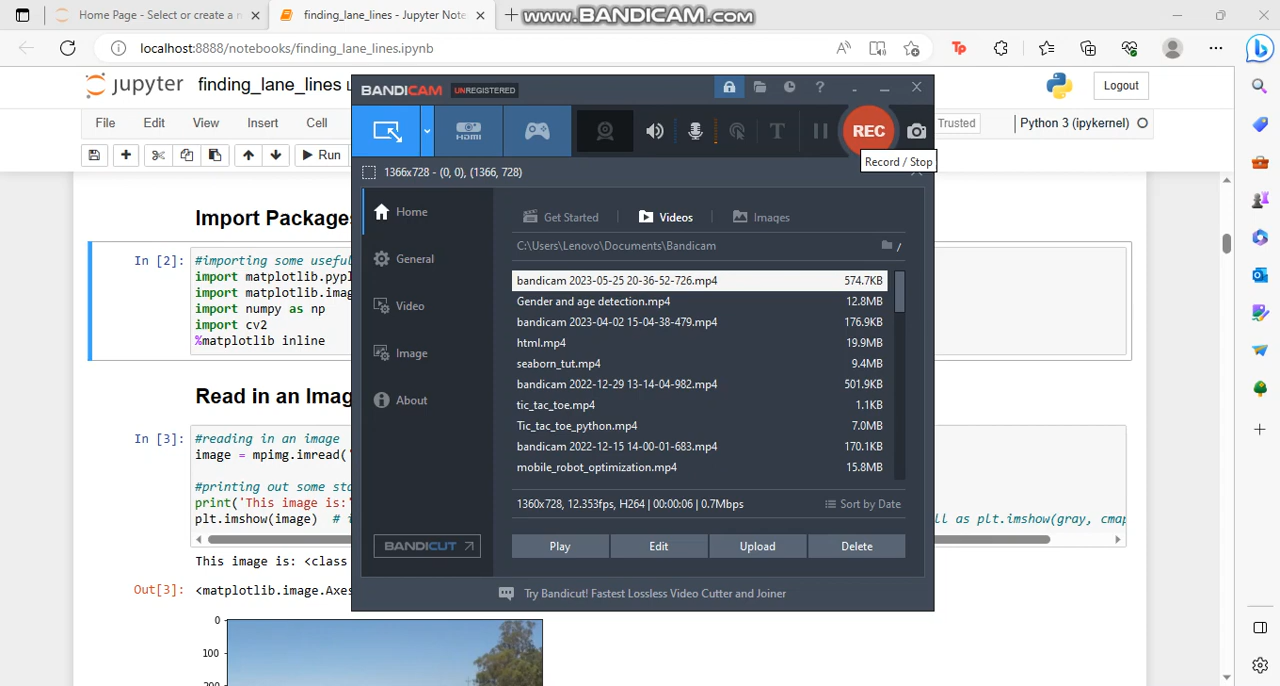 Home Page - Select or create a n
finding_lane_lines - Jupyter Note
www.BANDICAM.com
localhost:8888/notebooks/finding_lane_lines.ipynb
jupyter finding_lane_lines
Logout
File Edit View Insert Cell
Trusted
Python 3 (ipykernel)
Run
BANDICAM UNREGISTERED
HDMI
REC
Record / Stop
1366x728 - (0, 0), (1366, 728)
Home
General
Video
Image
About
BANDICUT
Get Started
Videos
Images
C:\Users\Lenovo\Documents\Bandicam
bandicam 2023-05-25 20-36-52-726.mp4 574.7KB
Gender and age detection.mp4 12.8MB
bandicam 2023-04-02 15-04-38-479.mp4 176.9KB
html.mp4 19.9MB
seaborn_tut.mp4 9.4MB
bandicam 2022-12-29 13-14-04-982.mp4 501.9KB
tic_tac_toe.mp4 1.1KB
Tic_tac_toe_python.mp4 7.0MB
bandicam 2022-12-15 14-00-01-683.mp4 170.1KB
mobile_robot_optimization.mp4 15.8MB
1360x728, 12.353fps, H264 | 00:00:06 | 0.7Mbps
Sort by Date
Play Edit Upload Delete
Try Bandicut! Fastest Lossless Video Cutter and Joiner
Import Packages
In [2]:
#importing some usefu
import matplotlib.pypl
import matplotlib.imag
import numpy as np
import cv2
%matplotlib inline
Read in an Imag
In [3]:
#reading in an image
image = mpimg.imread('
#printing out some sta
print('This image is:'
plt.imshow(image) # i
ll as plt.imshow(gray, cmap
This image is: <class
Out[3]: <matplotlib.image.Axes
0
100
200